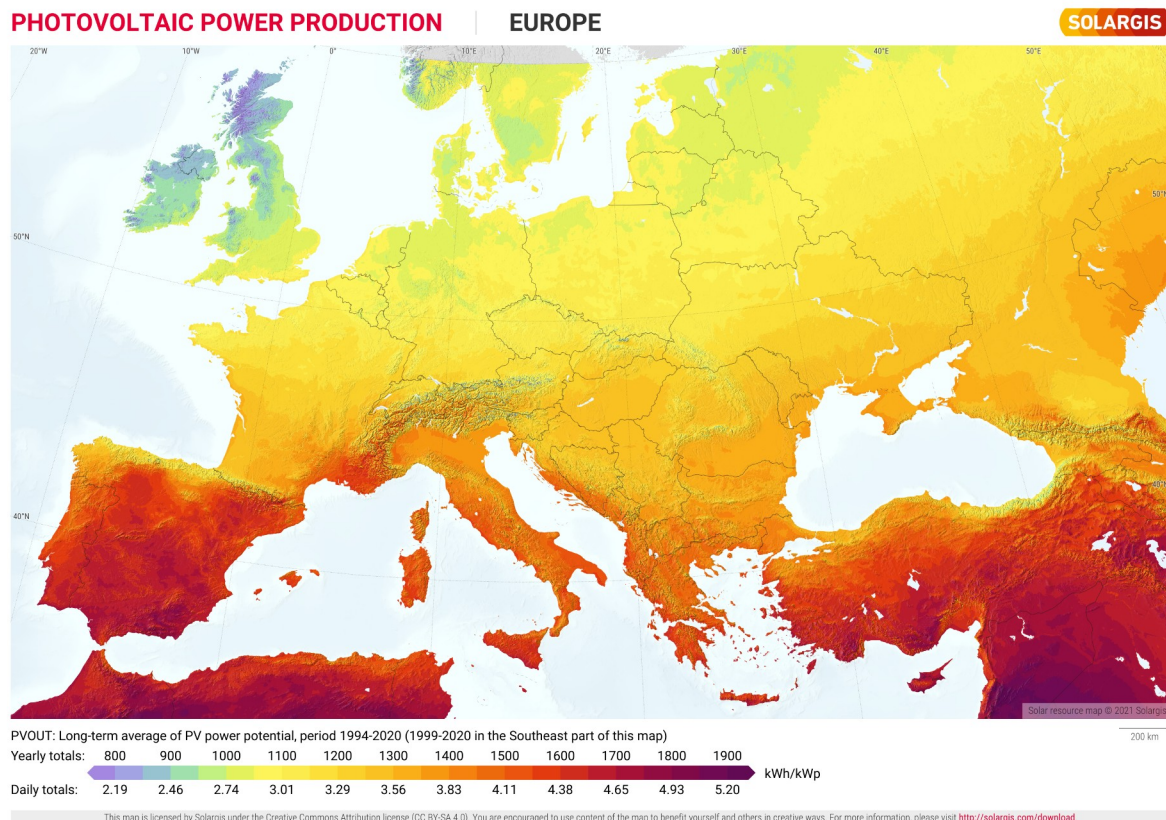 PHOTOVOLTAIC POWER PRODUCTION EUROPE SOLARGIS
20°W 10°W 0° 10°E 20°E 30°E 40°E 50°E
50°N
50°N
40°N
40°N
Solar resource map © 2021 Solargis
PVOUT: Long-term average of PV power potential, period 1994-2020 (1999-2020 in the Southeast part of this map)
200 km
Yearly totals: 800 900 1000 1100 1200 1300 1400 1500 1600 1700 1800 1900
kWh/kWp
Daily totals: 2.19 2.46 2.74 3.01 3.29 3.56 3.83 4.11 4.38 4.65 4.93 5.20
This map is licensed by Solargis under the Creative Commons Attribution license (CC BY-SA 4.0). You are encouraged to use content of the map to benefit yourself and others in creative ways. For more information, please visit http://solargis.com/download